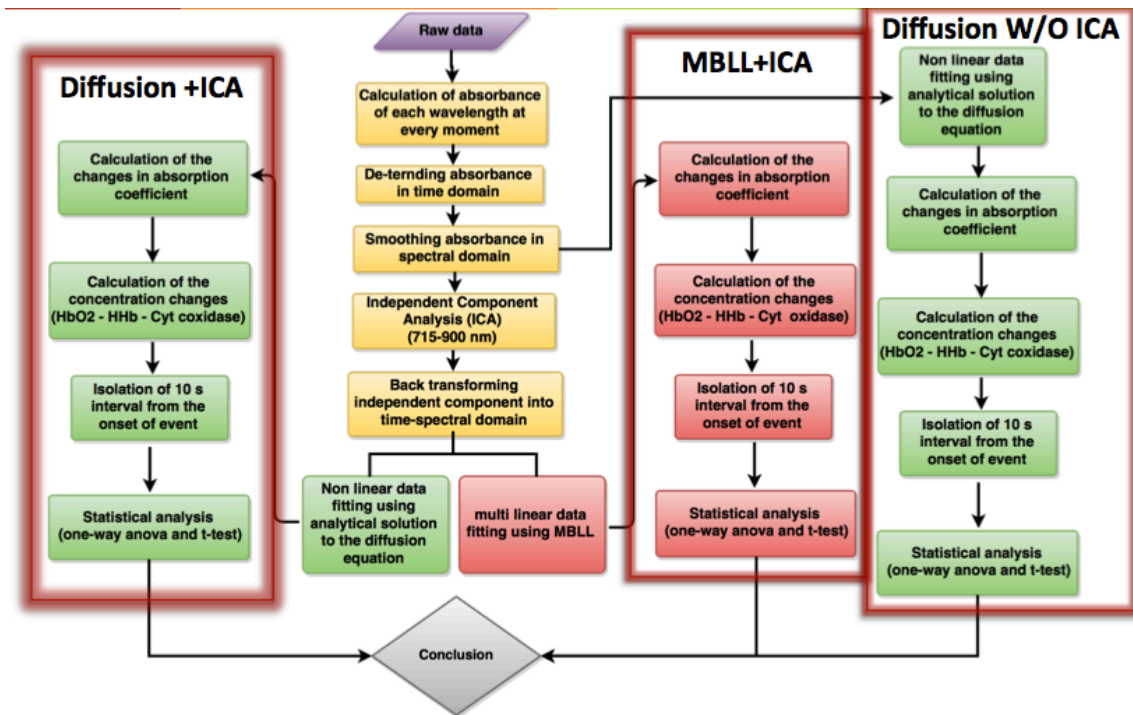 Raw data
Calculation of absorbance
of each wavelength at
every moment
De-ternding absorbance
in time domain
Smoothing absorbance in
spectral domain
Independent Component
Analysis (ICA)
(715-900 nm)
Back transforming
independent component into
time-spectral domain
Non linear data
fitting using
analytical solution
to the diffusion
equation
multi linear data
fitting using MBLL
Diffusion +ICA
Calculation of the
changes in absorption
coefficient
Calculation of the
concentration changes
(HbO2 - HHb - Cyt coxidase)
Isolation of 10 s
interval from the
onset of event
Statistical analysis
(one-way anova and t-test)
MBLL+ICA
Calculation of the
changes in absorption
coefficient
Calculation of the
concentration changes
(HbO2 - HHb - Cyt oxidase)
Isolation of 10 s
interval from the
onset of event
Statistical analysis
(one-way anova and t-test)
Diffusion W/O ICA
Non linear data
fitting using
analytical solution
to the diffusion
equation
Calculation of
the changes in absorption
coefficient
Calculation of the
concentration changes
(HbO2 - HHb - Cyt coxidase)
Isolation of 10 s
interval from the
onset of event
Statistical analysis
(one-way anova and t-test)
Conclusion